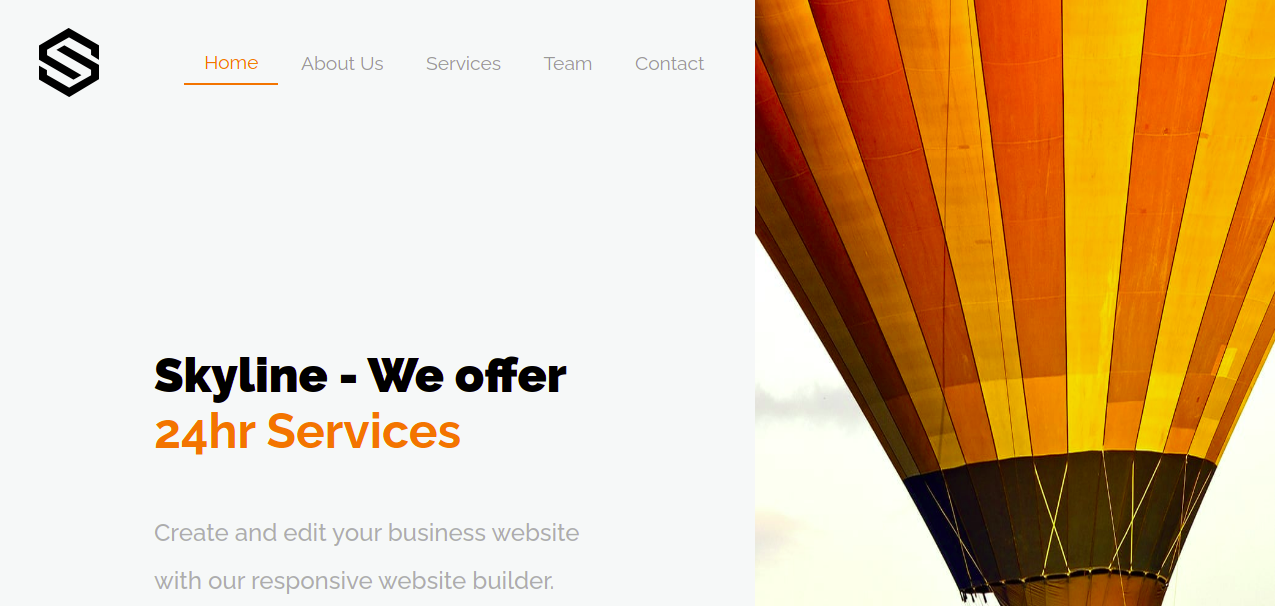 Home About Us Services Team Contact
Skyline - We offer
24hr Services
Create and edit your business website
with our responsive website builder.